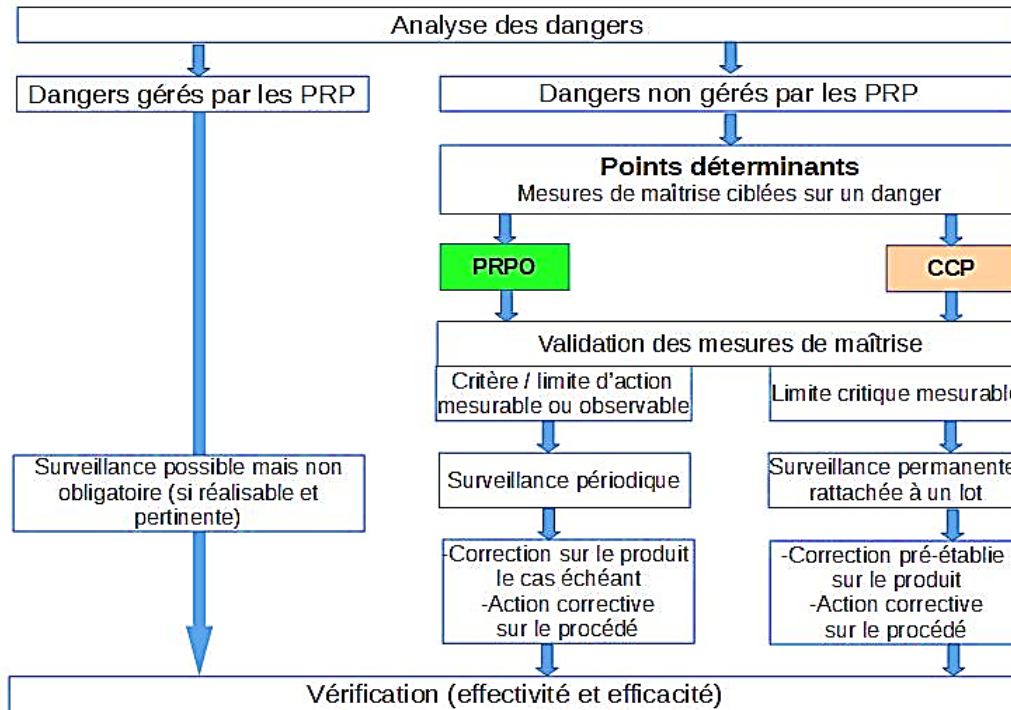 Analyse des dangers
Dangers gérés par les PRP
Dangers non gérés par les PRP
Points déterminants
Mesures de maîtrise ciblées sur un danger
PRPO
CCP
Validation des mesures de maîtrise
Critère / limite d'action
mesurable ou observable
Limite critique mesurable
Surveillance possible mais non
obligatoire (si réalisable et
pertinente)
Surveillance périodique
Surveillance permanente
rattachée à un lot
-Correction sur le produit
le cas échéant
-Action corrective
sur le procédé
-Correction pré-établie
sur le produit
-Action corrective
sur le procédé
Vérification (effectivité et efficacité)